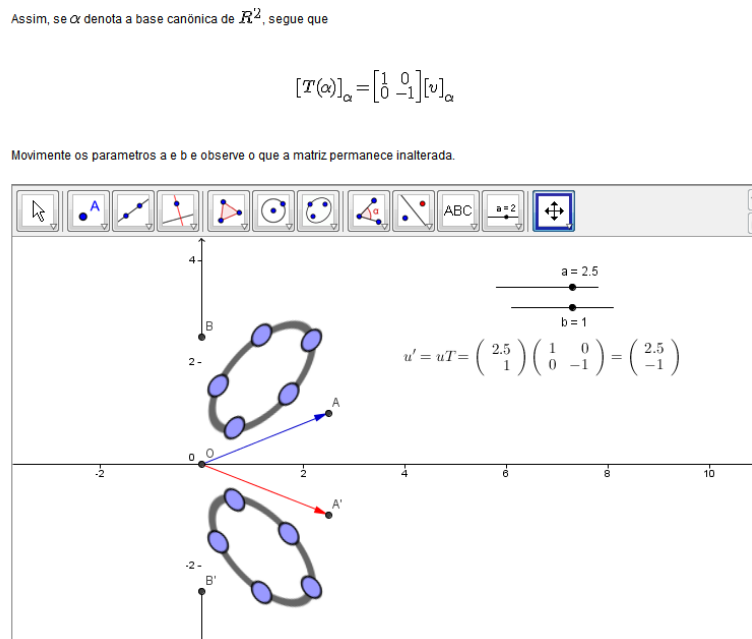 Assim, se α denota a base canônica de R², segue que
[T(α)]_α = [1 0; 0 −1][v]_α
Movimente os parametros a e b e observe o que a matriz permanece inalterada.
A α ABC a=2
4
a = 2.5
B
b = 1
2
u' = uT = (2.5; 1) (1 0; 0 −1) = (2.5; −1)
A
0 O
-2 2 4 6 8 10
A'
-2
B'